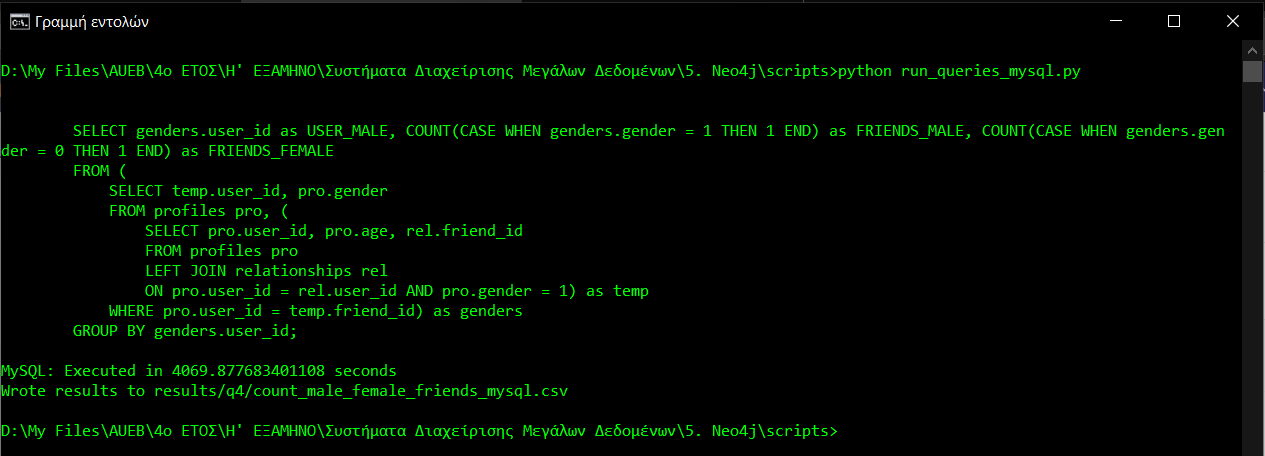 Γραμμή εντολών
D:\My Files\AUEB\4ο ΕΤΟΣ\Η' ΕΞΑΜΗΝΟ\Συστήματα Διαχείρισης Μεγάλων Δεδομένων\5. Neo4j\scripts>python run_queries_mysql.py
SELECT genders.user_id as USER_MALE, COUNT(CASE WHEN genders.gender = 1 THEN 1 END) as FRIENDS_MALE, COUNT(CASE WHEN genders.gen
der = 0 THEN 1 END) as FRIENDS_FEMALE
FROM (
SELECT temp.user_id, pro.gender
FROM profiles pro, (
SELECT pro.user_id, pro.age, rel.friend_id
FROM profiles pro
LEFT JOIN relationships rel
ON pro.user_id = rel.user_id AND pro.gender = 1) as temp
WHERE pro.user_id = temp.friend_id) as genders
GROUP BY genders.user_id;
MySQL: Executed in 4069.877683401108 seconds
Wrote results to results/q4/count_male_female_friends_mysql.csv
D:\My Files\AUEB\4ο ΕΤΟΣ\Η' ΕΞΑΜΗΝΟ\Συστήματα Διαχείρισης Μεγάλων Δεδομένων\5. Neo4j\scripts>